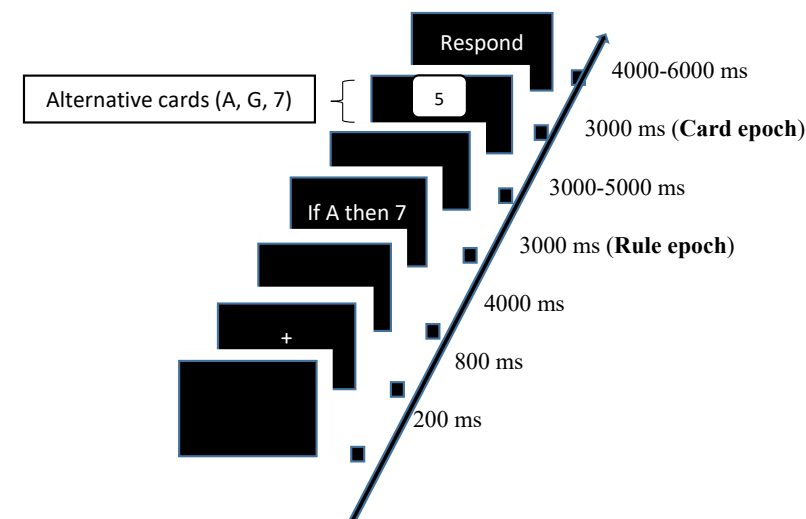 Respond
4000-6000 ms
Alternative cards (A, G, 7)
5
3000 ms (Card epoch)
3000-5000 ms
If A then 7
3000 ms (Rule epoch)
4000 ms
+
800 ms
200 ms